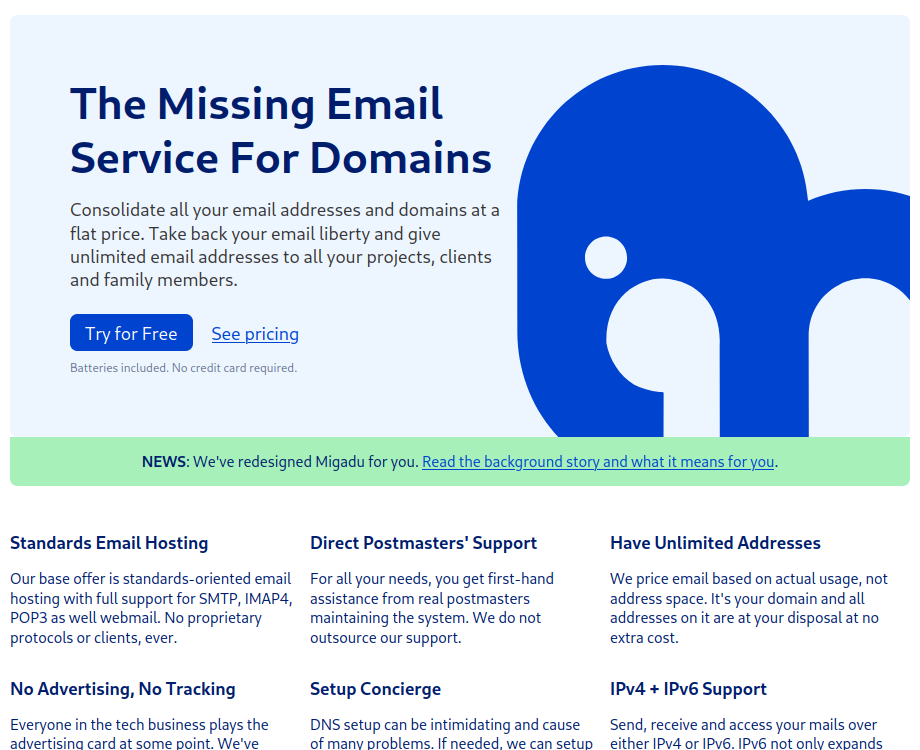 The Missing Email
Service For Domains
Consolidate all your email addresses and domains at a
flat price. Take back your email liberty and give
unlimited email addresses to all your projects, clients
and family members.
Try for Free
See pricing
Batteries included. No credit card required.
NEWS: We've redesigned Migadu for you. Read the background story and what it means for you.
Standards Email Hosting
Our base offer is standards-oriented email
hosting with full support for SMTP, IMAP4,
POP3 as well webmail. No proprietary
protocols or clients, ever.
Direct Postmasters' Support
For all your needs, you get first-hand
assistance from real postmasters
maintaining the system. We do not
outsource our support.
Have Unlimited Addresses
We price email based on actual usage, not
address space. It's your domain and all
addresses on it are at your disposal at no
extra cost.
No Advertising, No Tracking
Everyone in the tech business plays the
advertising card at some point. We've
Setup Concierge
DNS setup can be intimidating and cause
of many problems. If needed, we can setup
IPv4 + IPv6 Support
Send, receive and access your mails over
either IPv4 or IPv6. IPv6 not only expands